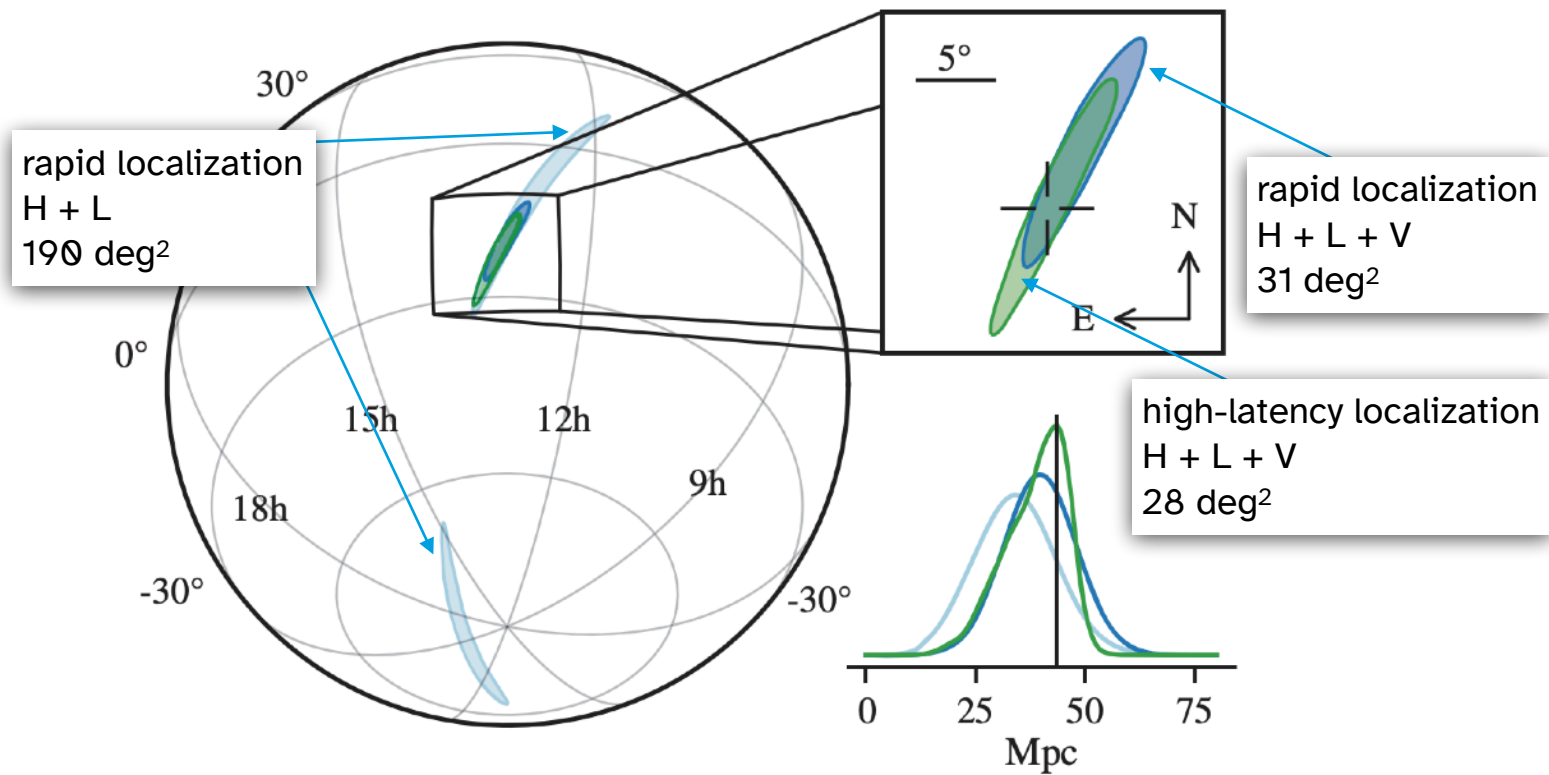 30°
5°
rapid localization
H + L
190 deg²
rapid localization
H + L + V
31 deg²
N
E
0°
15h
12h
high-latency localization
H + L + V
28 deg²
18h
9h
-30°
-30°
0
25
50
75
Mpc